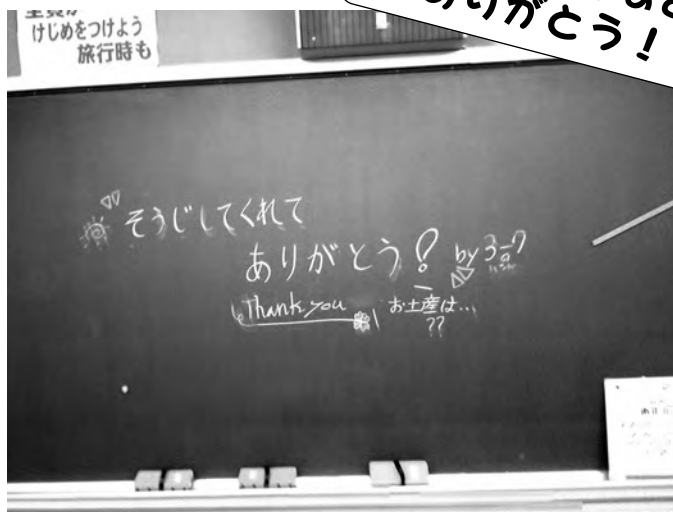 けじめをつけよう
旅行時も
ありがとう！
そうじしてくれて
ありがとう！ by 3-7
Thank you お土産は…
??